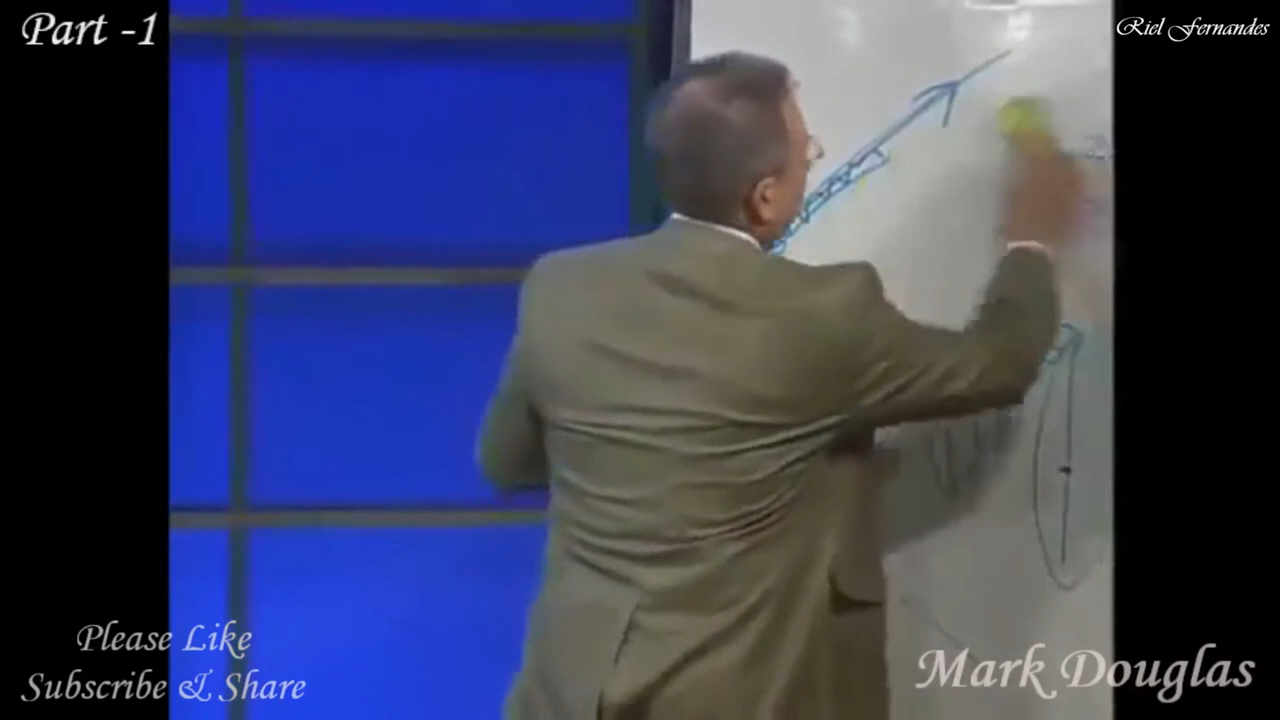 Part -1
Riel Fernandes
Please Like
Subscribe & Share
Mark Douglas